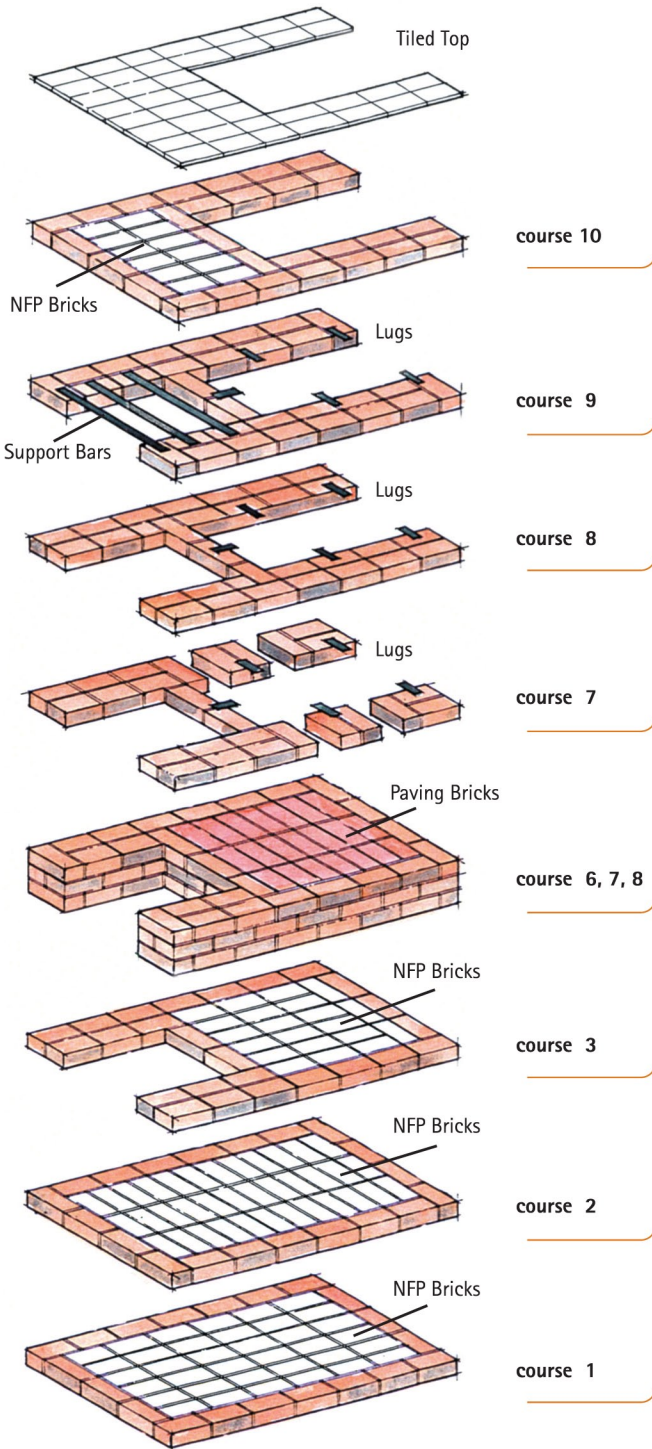 Tiled Top
course 10
NFP Bricks
Lugs
course 9
Support Bars
Lugs
course 8
Lugs
course 7
Paving Bricks
course 6, 7, 8
NFP Bricks
course 3
NFP Bricks
course 2
NFP Bricks
course 1